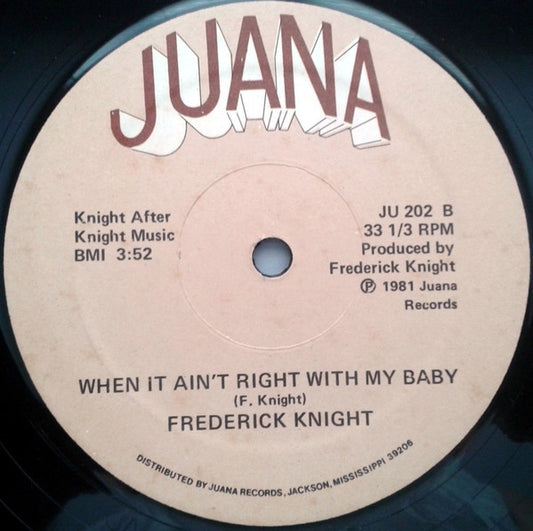 JUANA
Knight After
Knight Music
BMI 3:52
JU 202 B
33 1/3 RPM
Produced by
Frederick Knight
℗ 1981 Juana
Records
WHEN IT AIN'T RIGHT WITH MY BABY
(F. Knight)
FREDERICK KNIGHT
DISTRIBUTED BY JUANA RECORDS, JACKSON, MISSISSIPPI 39206